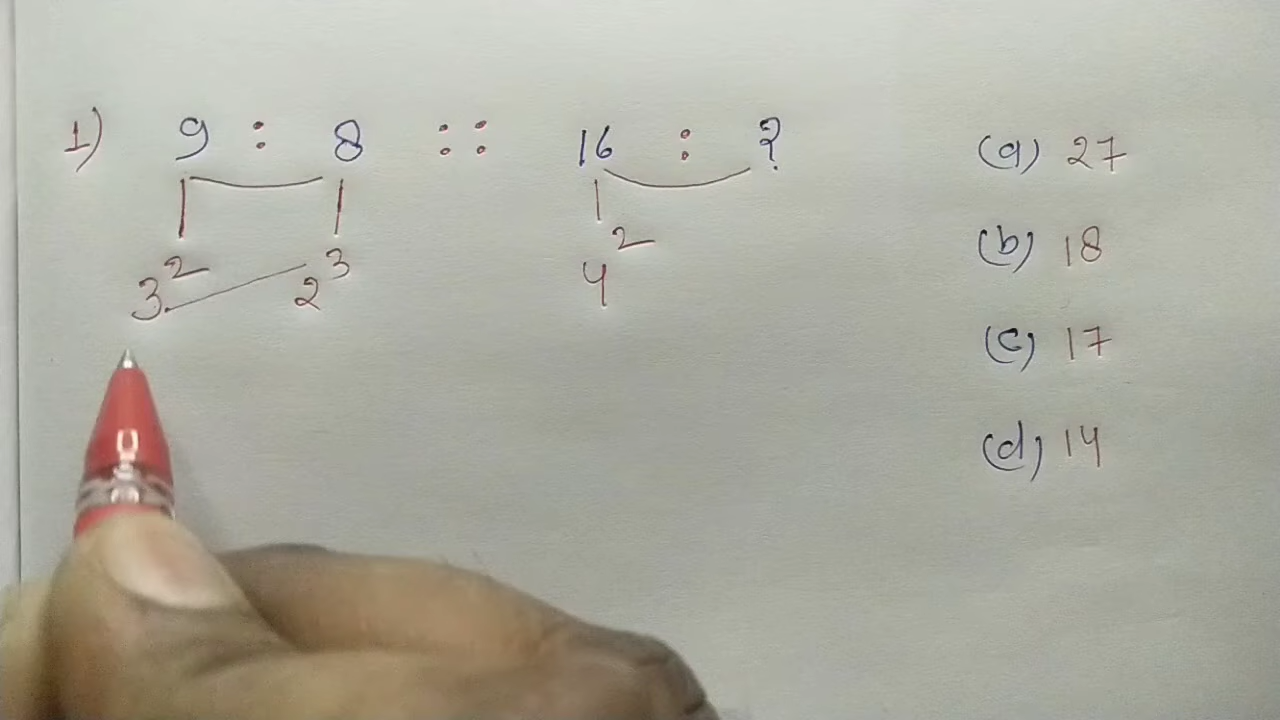 1) 9 : 8 :: 16 : ?
3² 2³ 4²
(a) 27
(b) 18
(c) 17
(d) 14